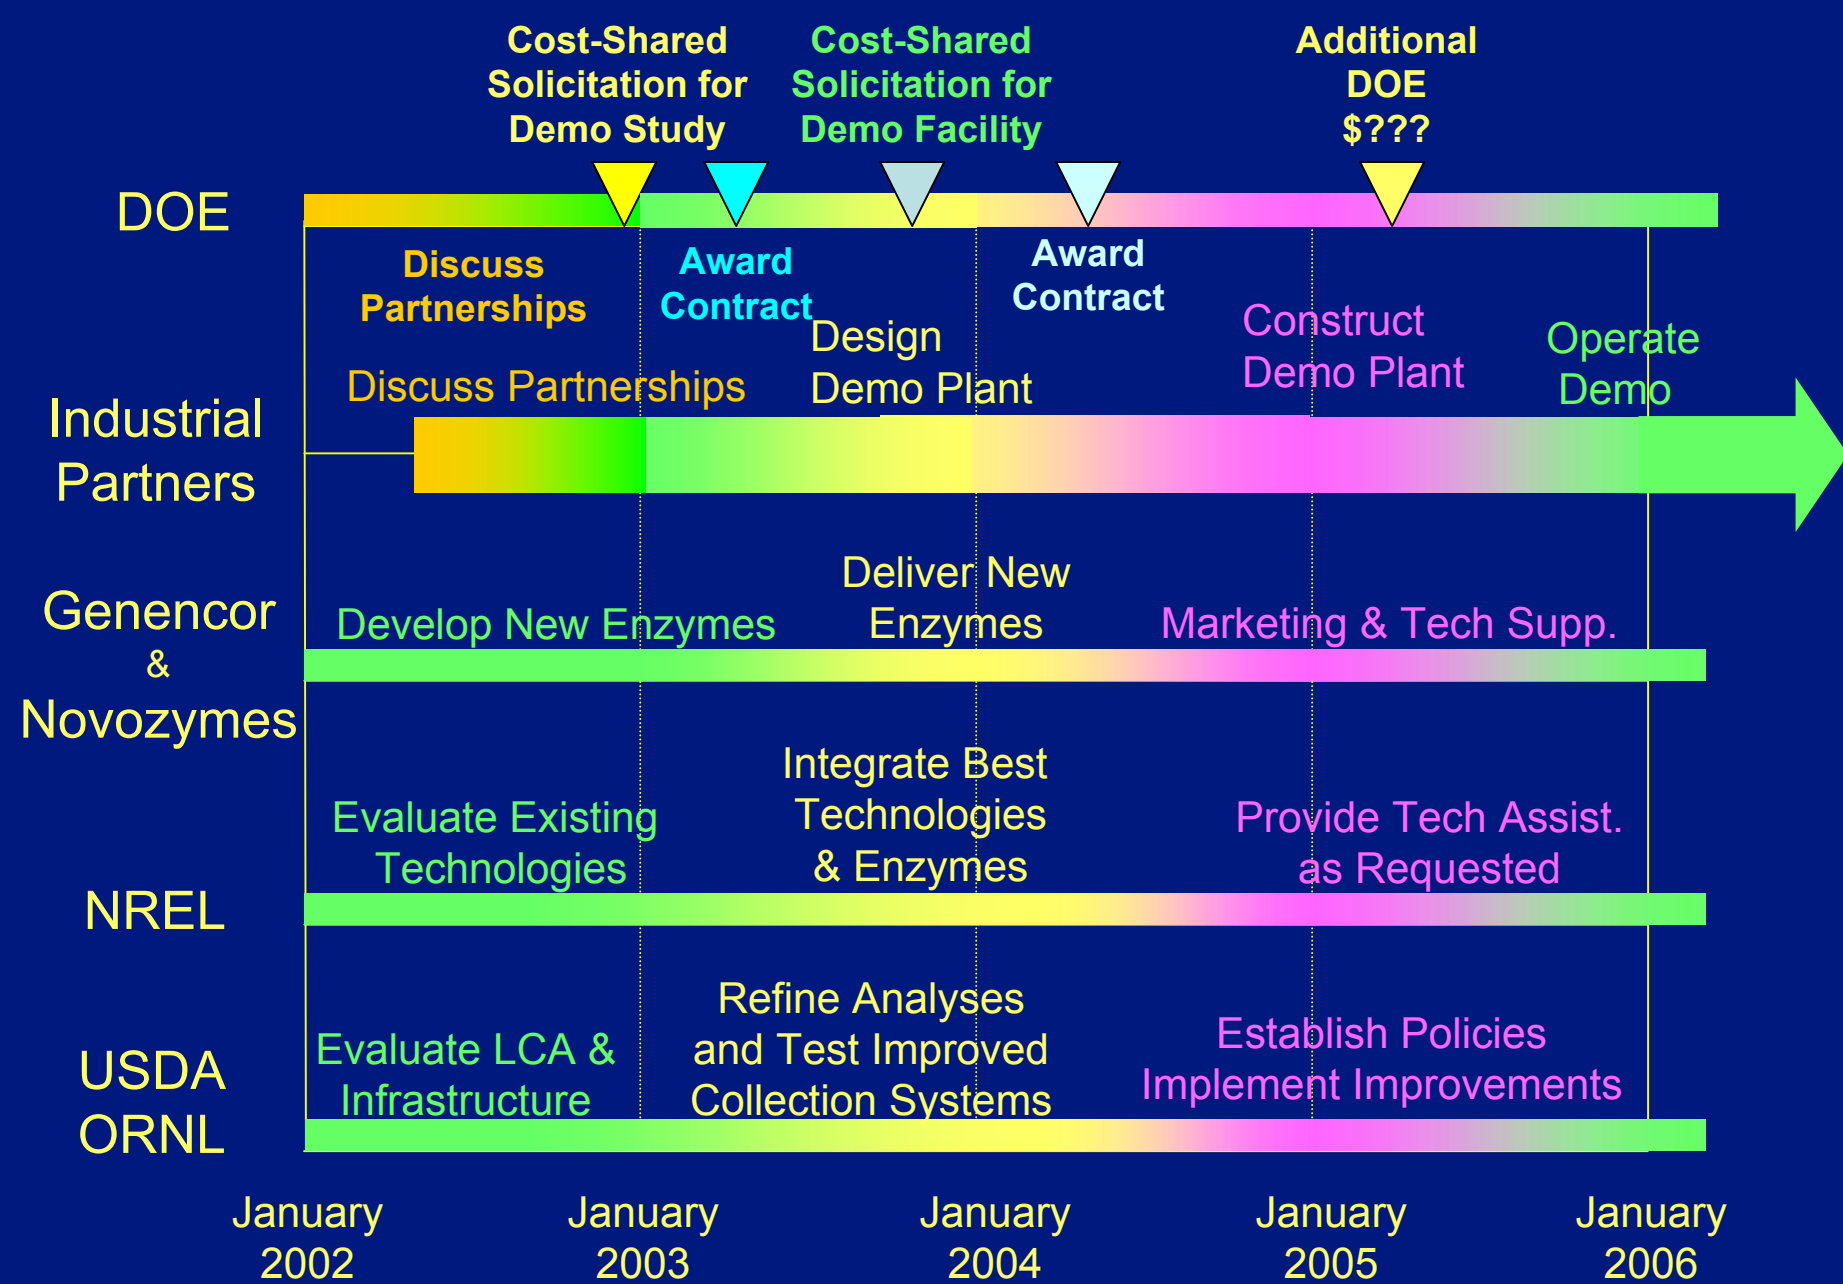 Cost-Shared
Solicitation for
Demo Study
Cost-Shared
Solicitation for
Demo Facility
Additional
DOE
$???
DOE
Discuss
Partnerships
Award
Contract
Award
Contract
Industrial
Partners
Discuss Partnerships
Design
Demo Plant
Construct
Demo Plant
Operate
Demo
Genencor
&
Novozymes
Develop New Enzymes
Deliver New
Enzymes
Marketing & Tech Supp.
NREL
Evaluate Existing
Technologies
Integrate Best
Technologies
& Enzymes
Provide Tech Assist.
as Requested
USDA
ORNL
Evaluate LCA &
Infrastructure
Refine Analyses
and Test Improved
Collection Systems
Establish Policies
Implement Improvements
January
2002
January
2003
January
2004
January
2005
January
2006